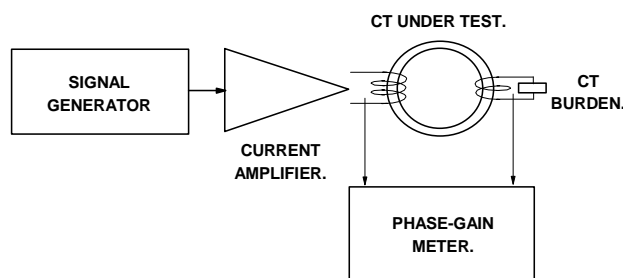 CT UNDER TEST.
SIGNAL
GENERATOR
CT
BURDEN.
CURRENT
AMPLIFIER.
PHASE-GAIN
METER.